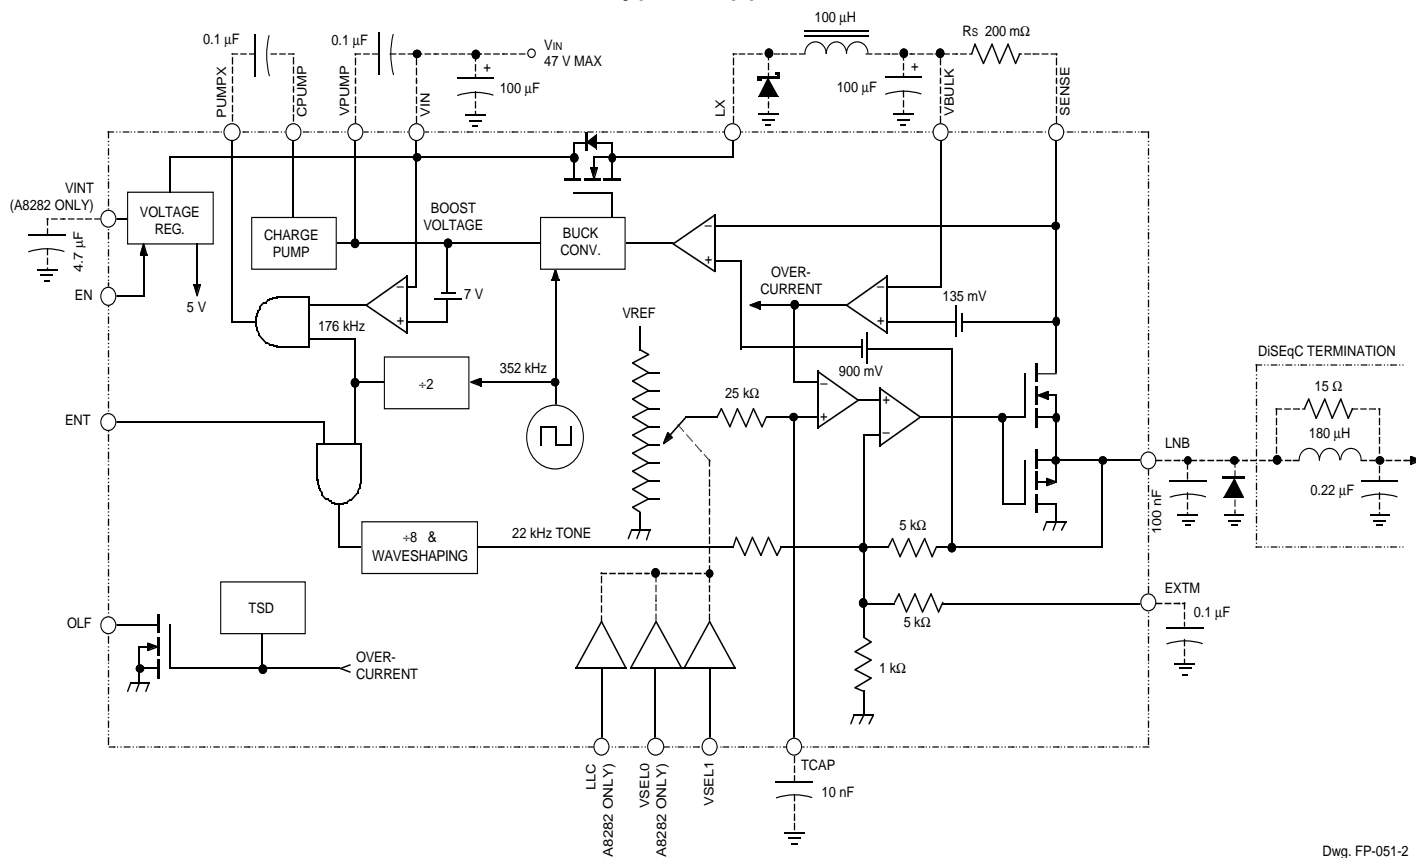 100 µH
0.1 µF
0.1 µF
VIN
47 V MAX
100 µF
100 µF
RS 200 mΩ
PUMPX
CPUMP
VPUMP
VIN
LX
VBULK
SENSE
VINT
(A8282 ONLY)
4.7 µF
VOLTAGE
REG.
EN
5 V
CHARGE
PUMP
BOOST
VOLTAGE
BUCK
CONV.
7 V
176 kHz
–
+
–
+
OVER-
CURRENT
–
+
135 mV
VREF
÷2
352 kHz
900 mV
25 kΩ
–
+
+
–
DiSEqC TERMINATION
15 Ω
180 µH
0.22 µF
LNB
100 nF
ENT
÷8 &
WAVESHAPING
22 kHz TONE
5 kΩ
5 kΩ
EXTM
0.1 µF
1 kΩ
TSD
OLF
OVER-
CURRENT
LLC
A8282 ONLY)
VSEL0
A8282 ONLY)
VSEL1
TCAP
10 nF
Dwg. FP-051-2